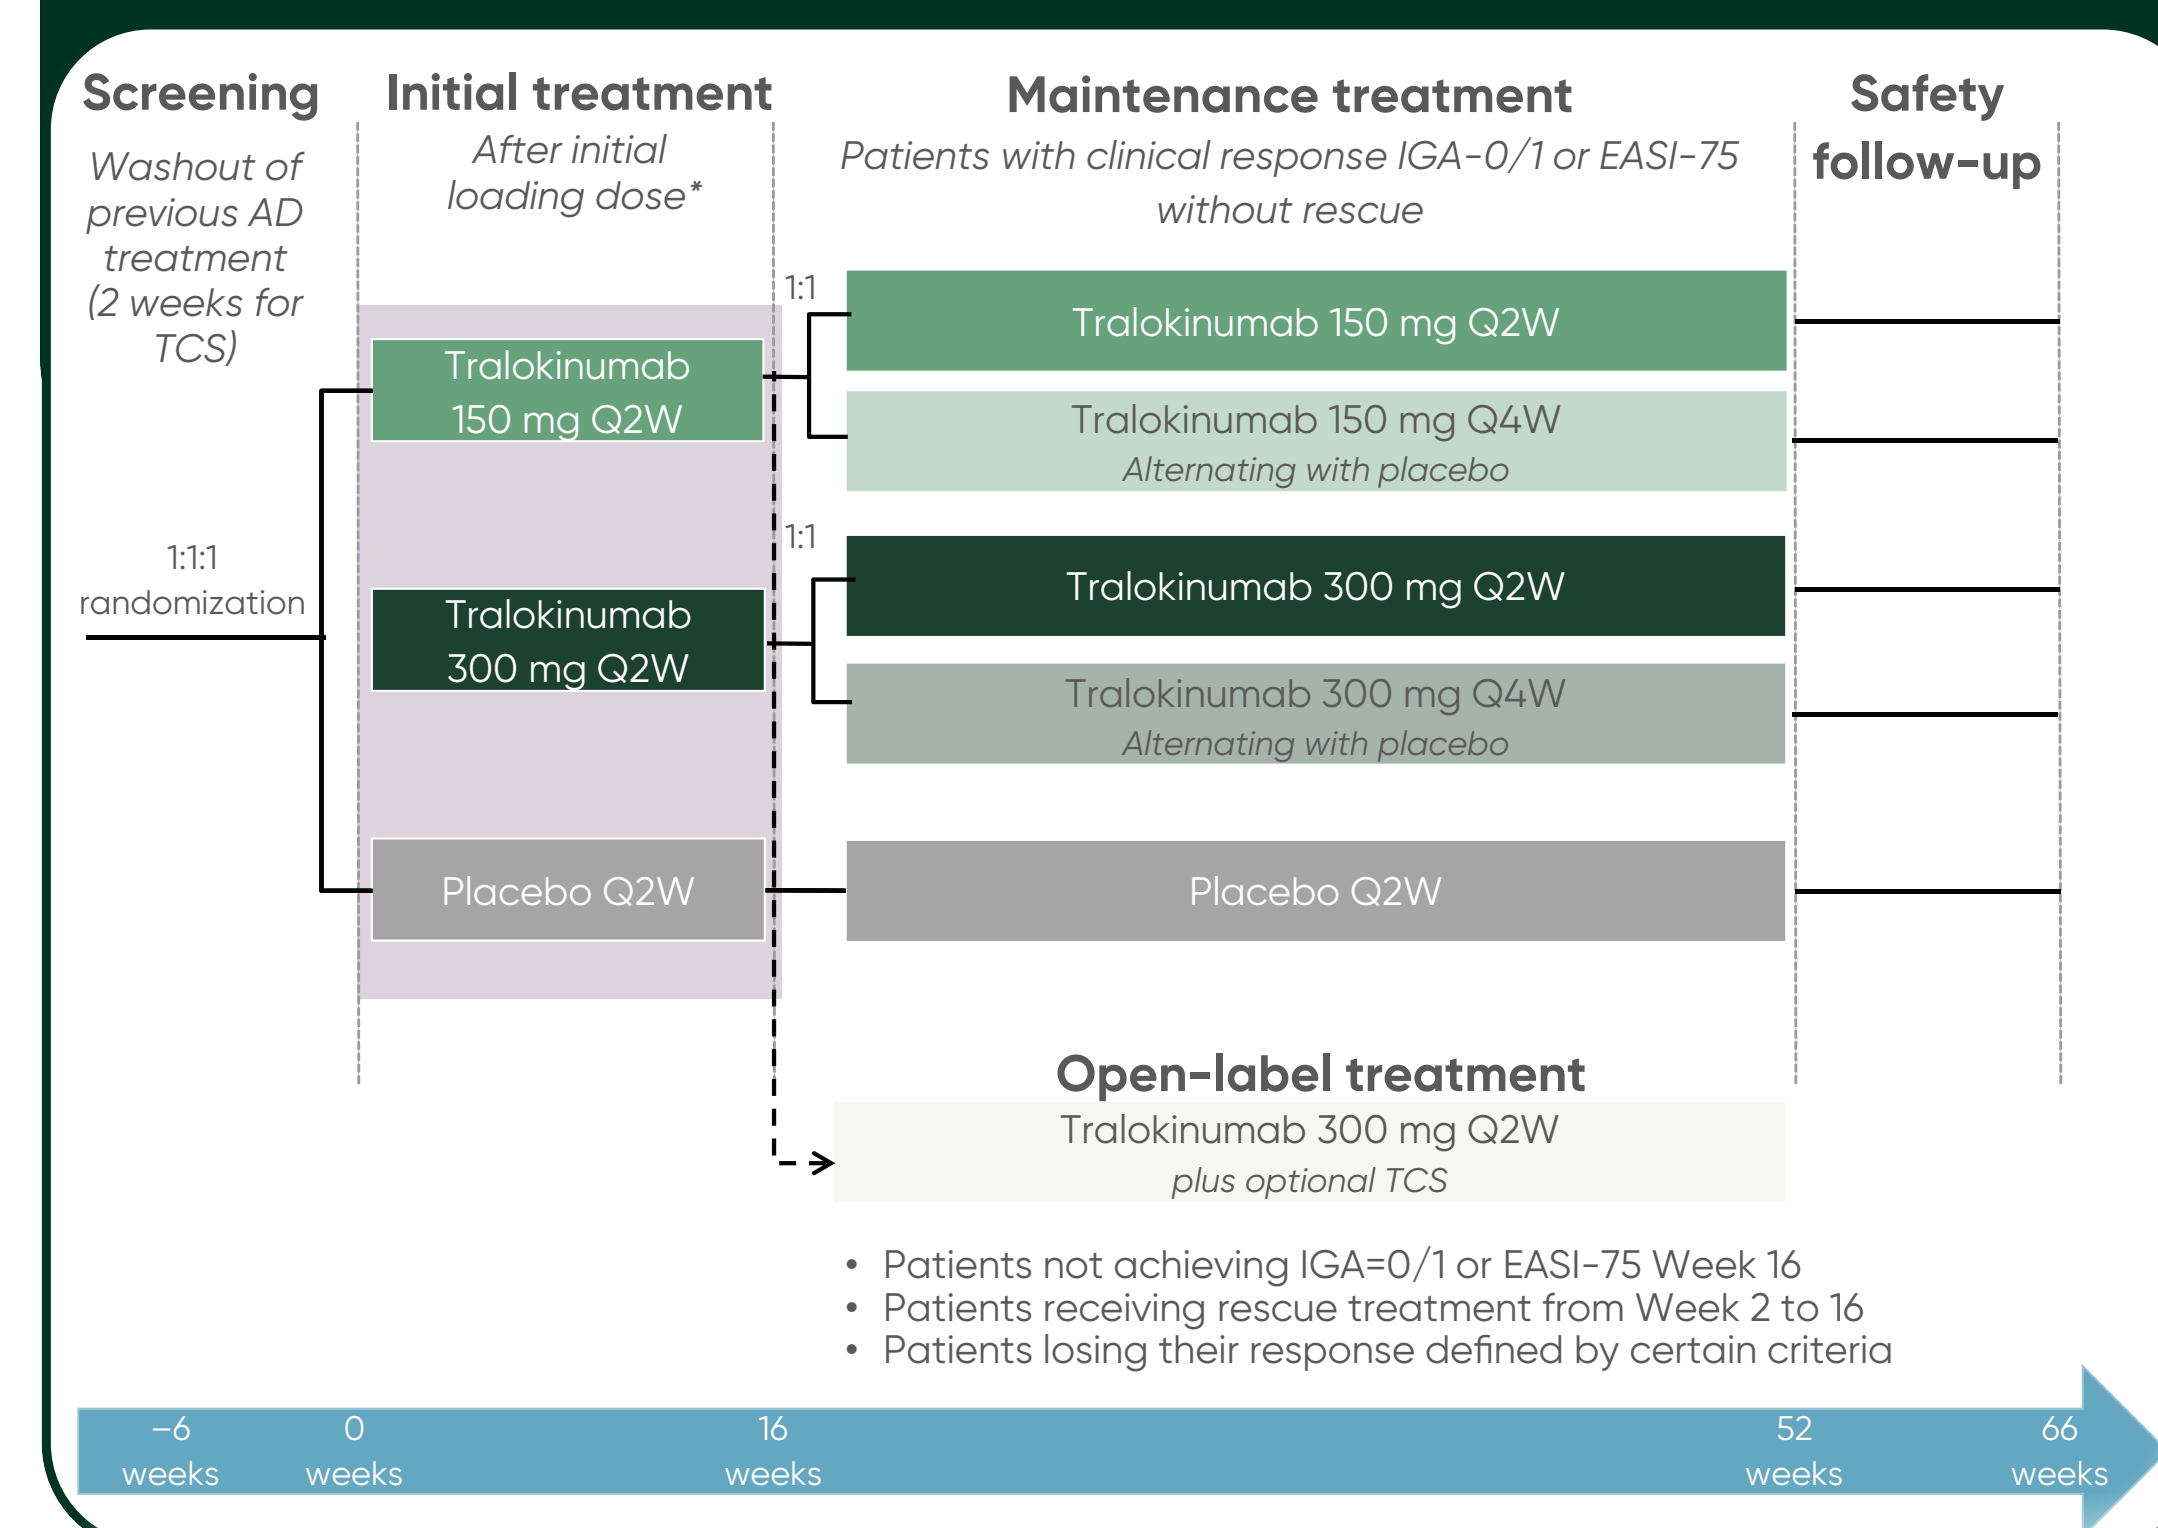 Screening
Washout of
previous AD
treatment
(2 weeks for
TCS)
1:1:1
randomization
Initial treatment
After initial
loading dose*
Tralokinumab
150 mg Q2W
Tralokinumab
300 mg Q2W
Placebo Q2W
Maintenance treatment
Patients with clinical response IGA-0/1 or EASI-75
without rescue
1:1
Tralokinumab 150 mg Q2W
Tralokinumab 150 mg Q4W
Alternating with placebo
1:1
Tralokinumab 300 mg Q2W
Tralokinumab 300 mg Q4W
Alternating with placebo
Placebo Q2W
Safety
follow-up
Open-label treatment
Tralokinumab 300 mg Q2W
plus optional TCS
• Patients not achieving IGA=0/1 or EASI-75 Week 16
• Patients receiving rescue treatment from Week 2 to 16
• Patients losing their response defined by certain criteria
–6
weeks
0
weeks
16
weeks
52
weeks
66
weeks